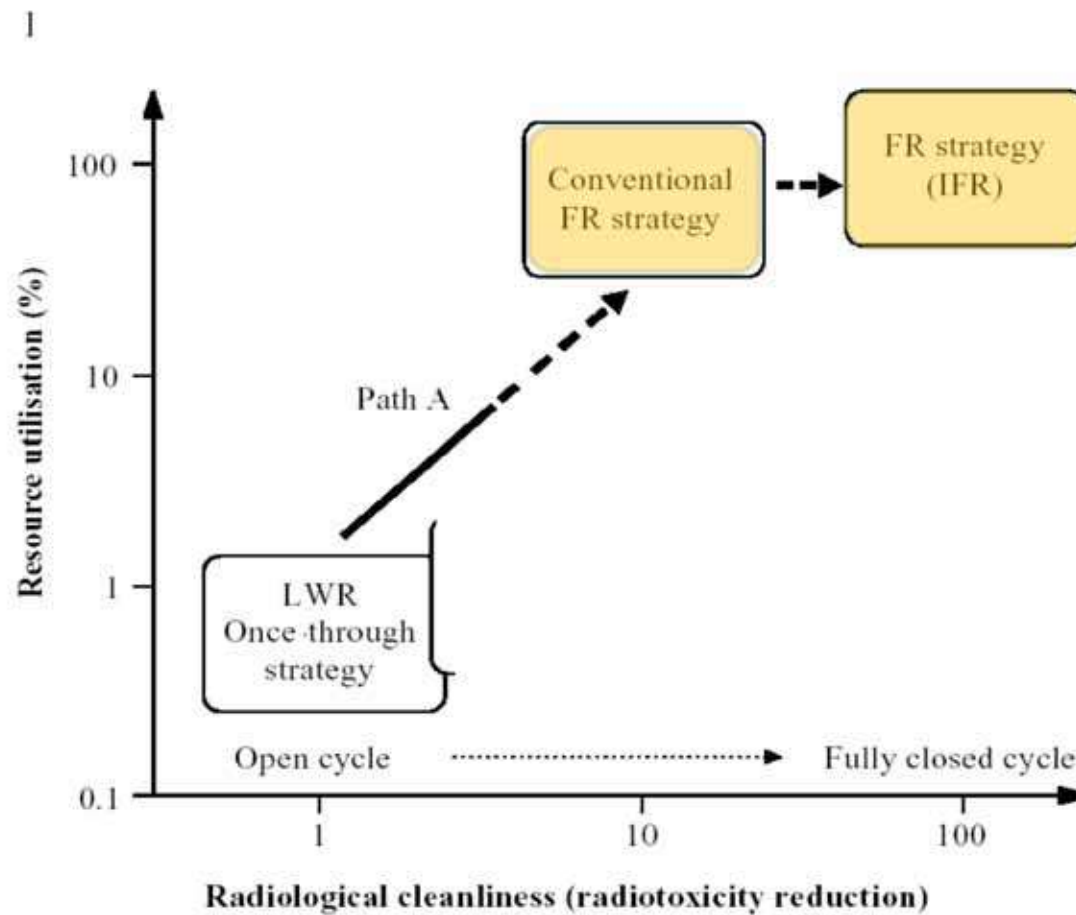 l
100
10
1
0.1
Resource utilisation (%)
Conventional
FR strategy
FR strategy
(IFR)
Path A
LWR
Once-through
strategy
Open cycle
Fully closed cycle
1
10
100
Radiological cleanliness (radiotoxicity reduction)